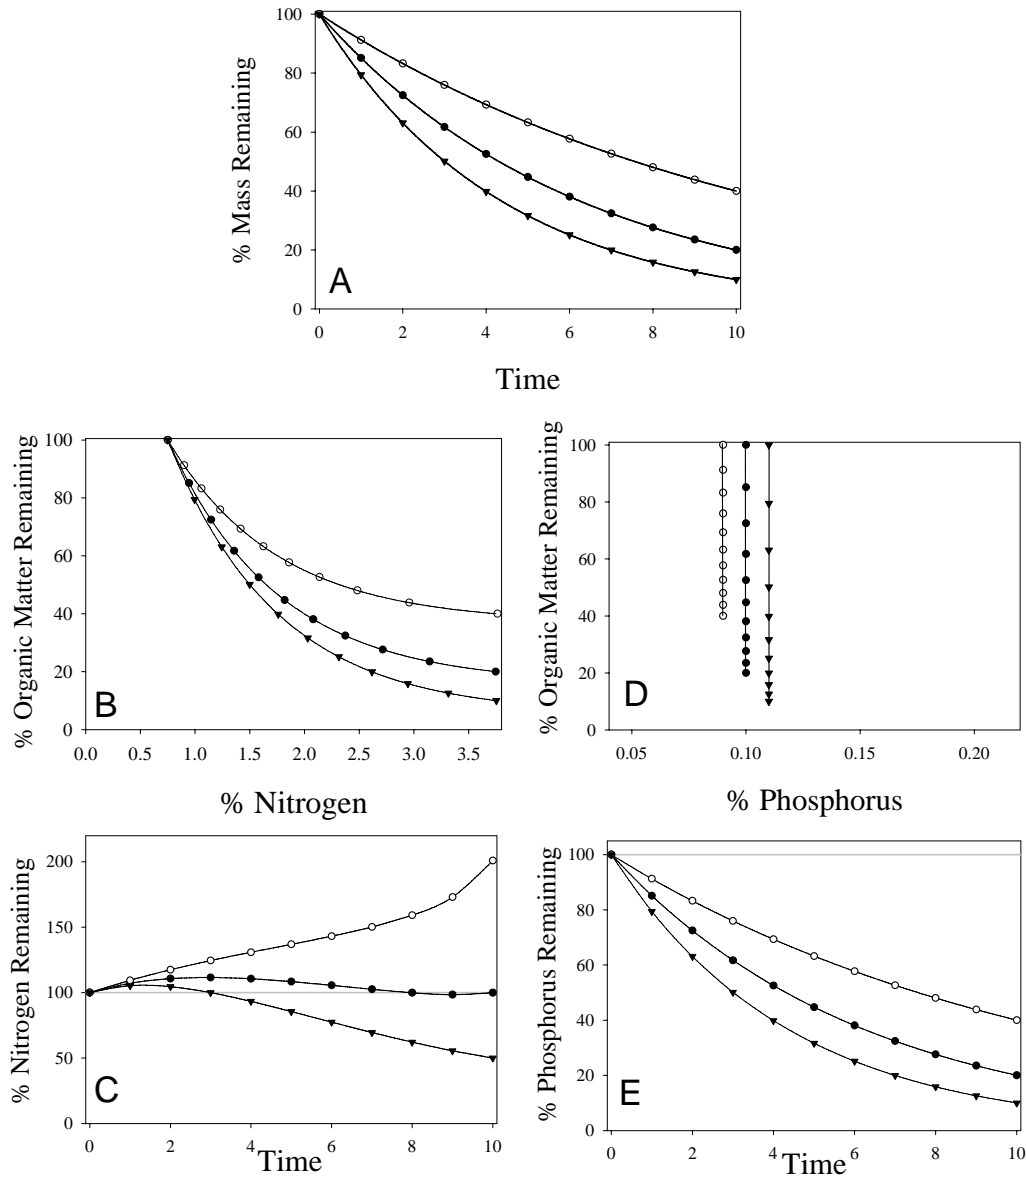 % Mass Remaining
100
80
60
40
20
0
A
0 2 4 6 8 10
Time
% Organic Matter Remaining
100
80
60
40
20
0
B
0.0 0.5 1.0 1.5 2.0 2.5 3.0 3.5
% Nitrogen
% Organic Matter Remaining
100
80
60
40
20
0
D
0.05 0.10 0.15 0.20
% Phosphorus
% Nitrogen Remaining
200
150
100
50
0
C
0 2 4 6 8 10
Time
% Phosphorus Remaining
100
80
60
40
20
0
E
0 2 4 6 8 10
Time